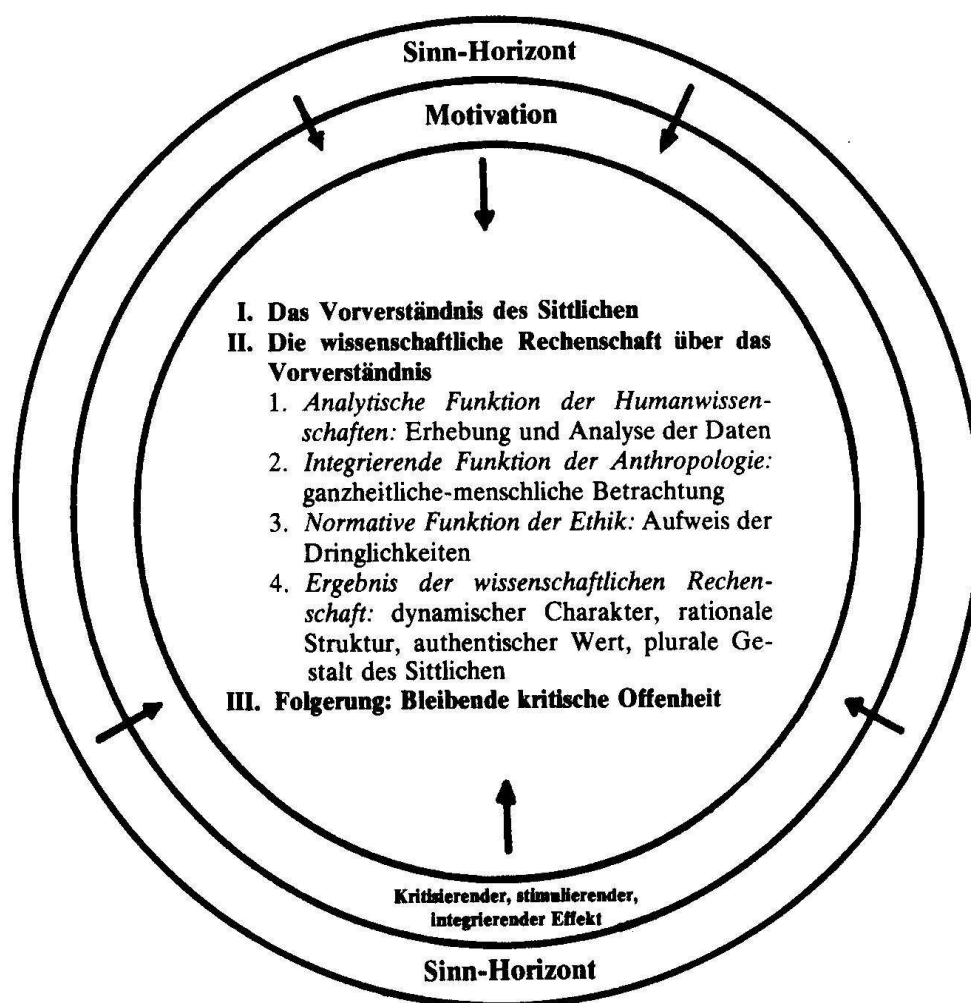 Sinn-Horizont
Motivation
I. Das Vorverständnis des Sittlichen
II. Die wissenschaftliche Rechenschaft über das
Vorverständnis
1. Analytische Funktion der Humanwissen-
schaften: Erhebung und Analyse der Daten
2. Integrierende Funktion der Anthropologie:
ganzheitliche-menschliche Betrachtung
3. Normative Funktion der Ethik: Aufweis der
Dringlichkeiten
4. Ergebnis der wissenschaftlichen Rechen-
schaft: dynamischer Charakter, rationale
Struktur, authentischer Wert, plurale Ge-
stalt des Sittlichen
III. Folgerung: Bleibende kritische Offenheit
Kritisierender, stimulierender,
integrierender Effekt
Sinn-Horizont